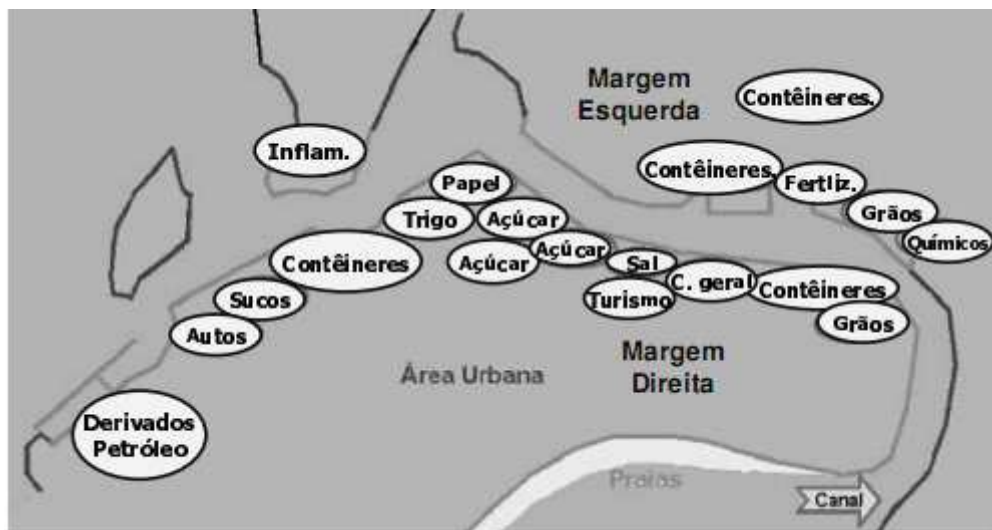 Margem
Esquerda
Contêineres.
Inflam.
Contêineres.
Fertliz.
Papel
Grãos
Trigo
Açúcar
Químicos
Açúcar
Açúcar
Contêineres
Sal
C. geral
Contêineres
Sucos
Turismo
Grãos
Autos
Margem
Direita
Área Urbana
Derivados
Petróleo
Praias
Canal